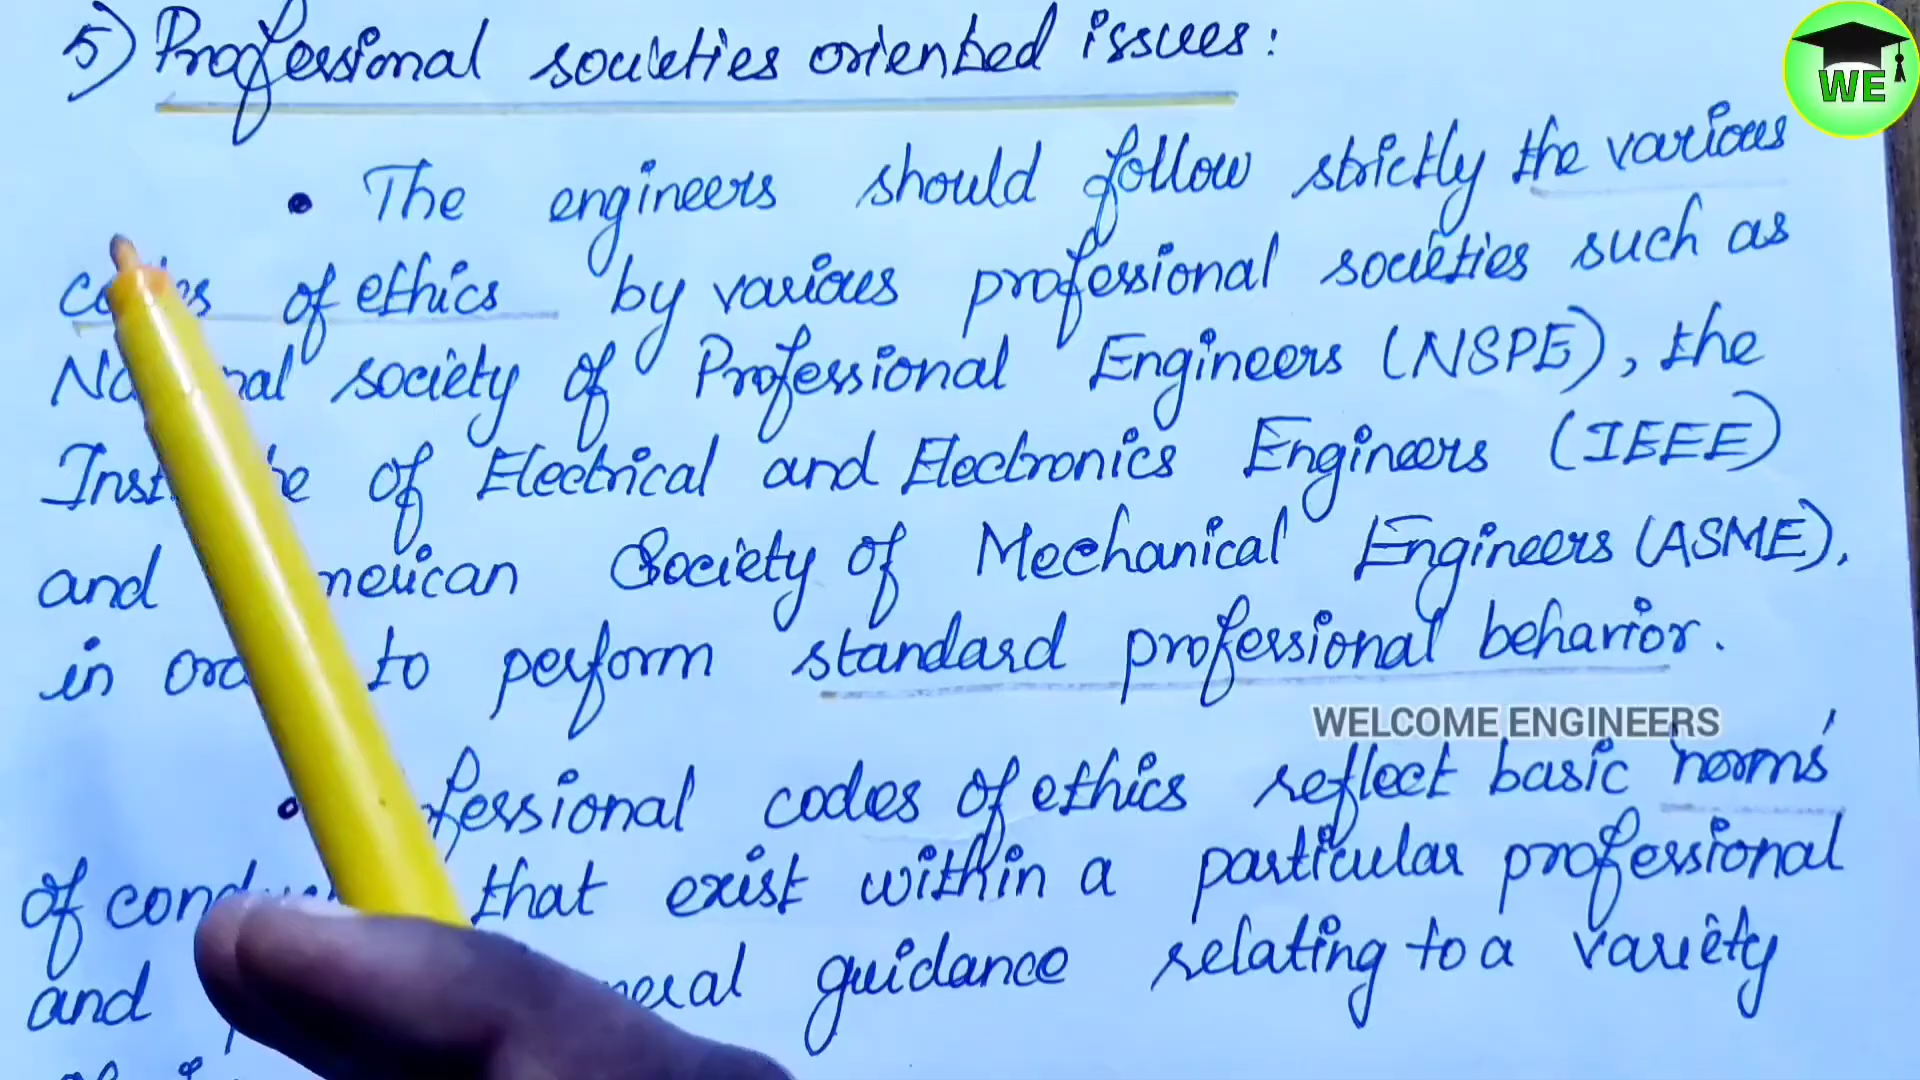 5) Professional societies oriented issues:
WE
• The engineers should follow strictly the various
of ethics by various professional societies such as
society of Professional Engineers (NSPE), the
of Electrical and Electronics Engineers (IEEE)
and Society of Mechanical Engineers (ASME),
in to perform standard professional behavior.
WELCOME ENGINEERS
• codes of ethics reflect basic 'norms'
of that exist within a particular professional
and guidance relating to a variety